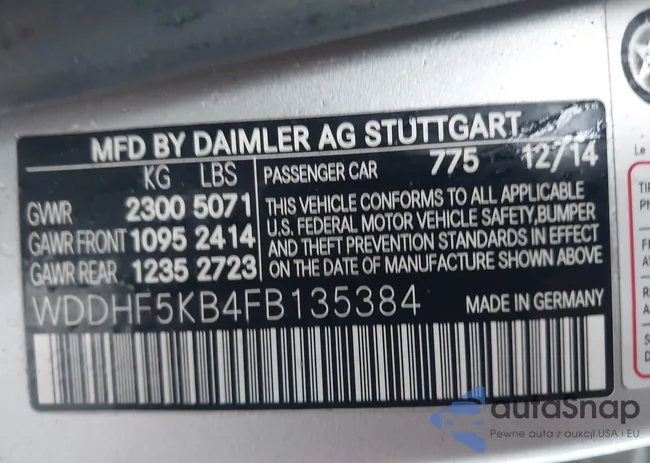 MFD BY DAIMLER AG STUTTGART
KG LBS PASSENGER CAR 775 12/14
GVWR 2300 5071
GAWR FRONT 1095 2414
GAWR REAR 1235 2723
THIS VEHICLE CONFORMS TO ALL APPLICABLE
U.S. FEDERAL MOTOR VEHICLE SAFETY, BUMPER
AND THEFT PREVENTION STANDARDS IN EFFECT
ON THE DATE OF MANUFACTURE SHOWN ABOVE
WDDHF5KB4FB135384 MADE IN GERMANY
Le
autoSnap
Pewne auta z aukcji USA i EU